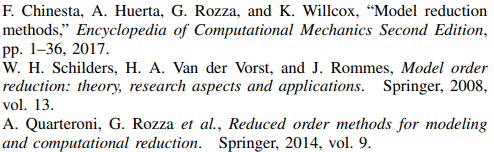 F. Chinesta, A. Huerta, G. Rozza, and K. Willcox, “Model reduction
methods,” Encyclopedia of Computational Mechanics Second Edition,
pp. 1–36, 2017.
W. H. Schilders, H. A. Van der Vorst, and J. Rommes, Model order
reduction: theory, research aspects and applications. Springer, 2008,
vol. 13.
A. Quarteroni, G. Rozza et al., Reduced order methods for modeling
and computational reduction. Springer, 2014, vol. 9.